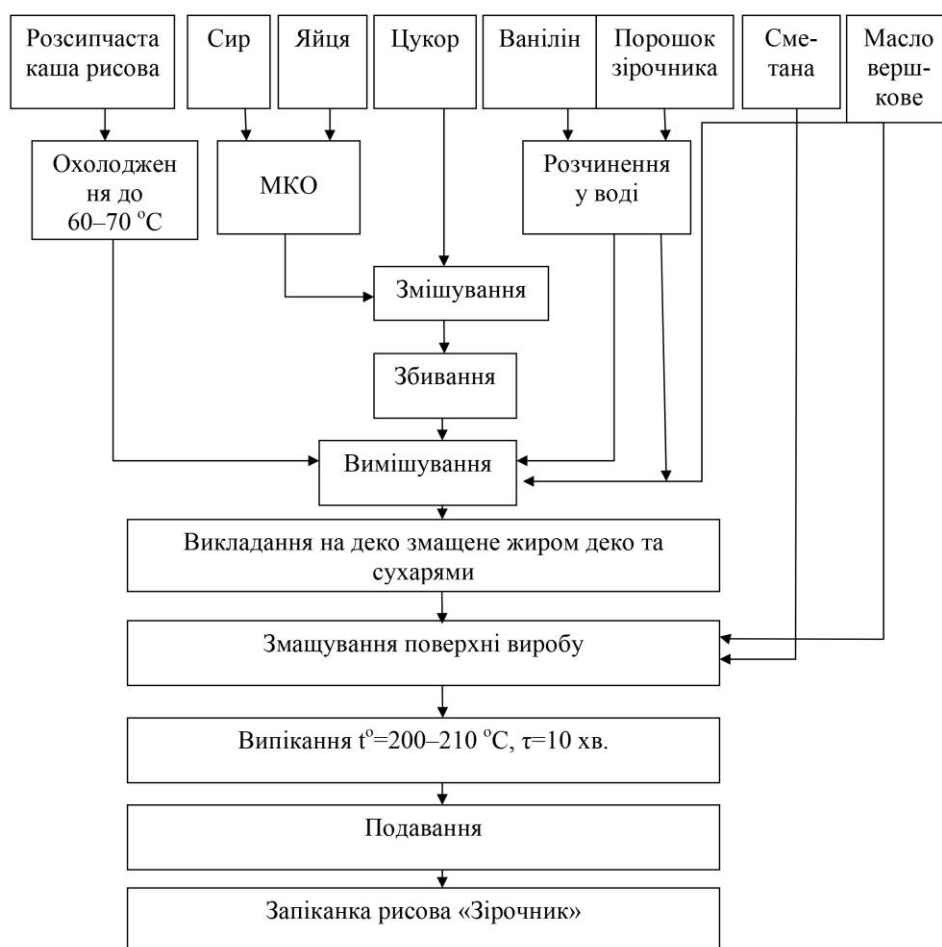 Розсипчаста
каша рисова
Сир
Яйця
Цукор
Ванілін
Порошок
зірочника
Сме-
тана
Масло
верш-
кове
Охолоджен
ня до
60–70 °С
МКО
Розчинення
у воді
Змішування
Збивання
Вимішування
Викладання на деко змащене жиром деко та
сухарями
Змащування поверхні виробу
Випікання t°=200–210 °С, τ=10 хв.
Подавання
Запіканка рисова «Зірочник»